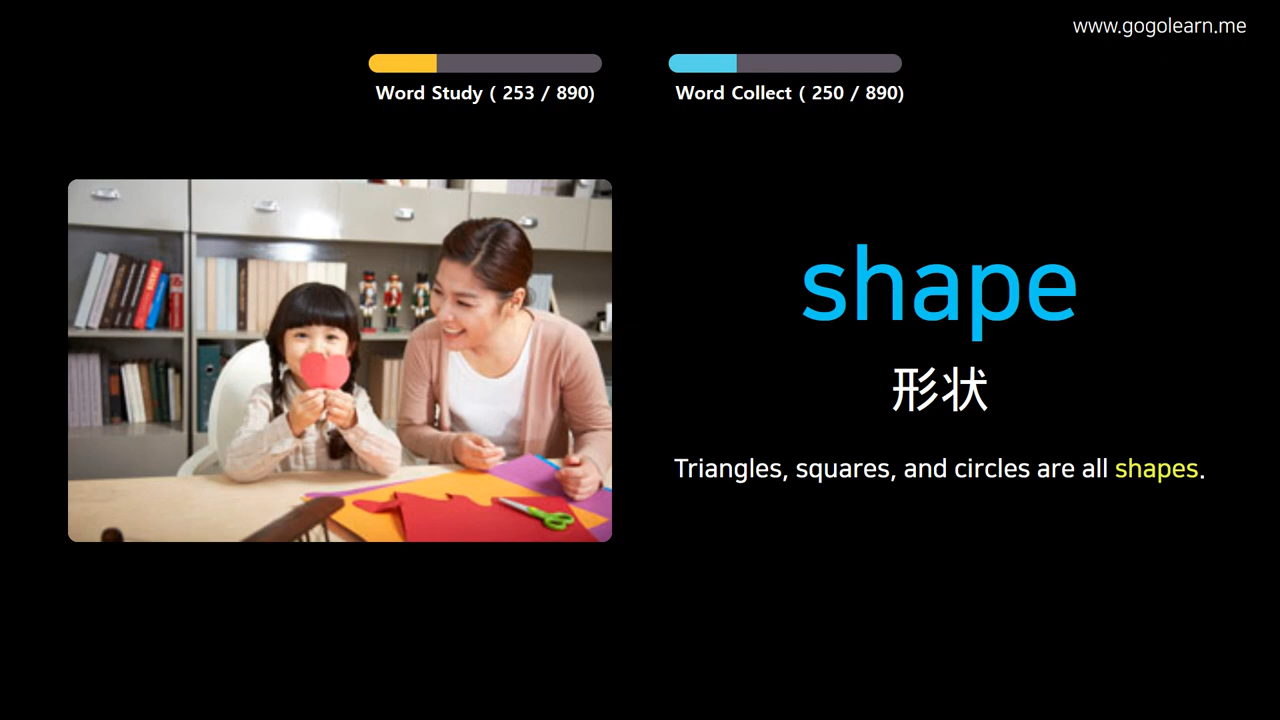 www.gogolearn.me
Word Study ( 253 / 890)
Word Collect ( 250 / 890)
shape
形状
Triangles, squares, and circles are all shapes.